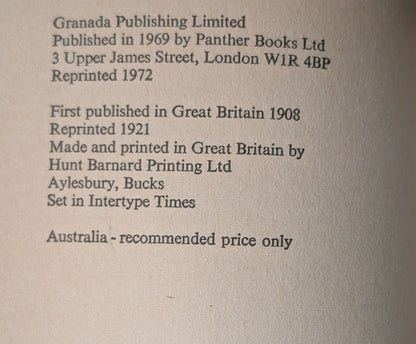 Granada Publishing Limited
Published in 1969 by Panther Books Ltd
3 Upper James Street, London W1R 4BP
Reprinted 1972
First published in Great Britain 1908
Reprinted 1921
Made and printed in Great Britain by
Hunt Barnard Printing Ltd
Aylesbury, Bucks
Set in Intertype Times
Australia - recommended price only